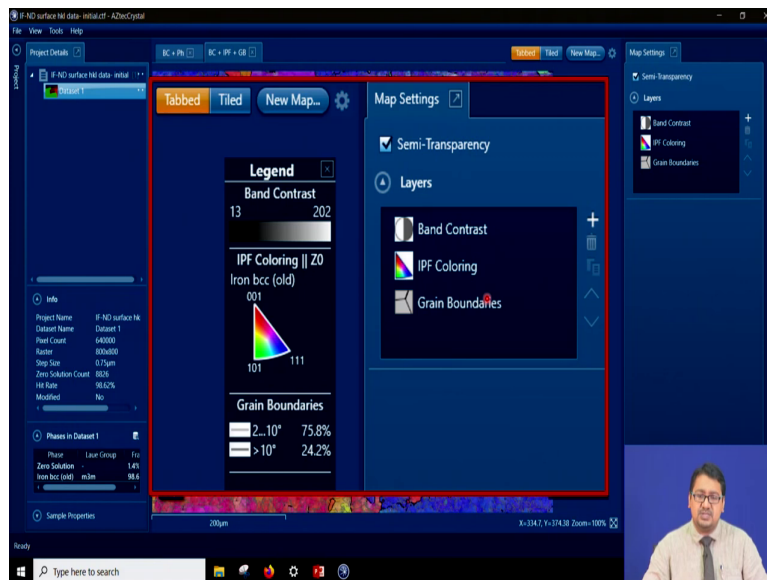 IF-ND surface hkl data- initial.ctf - AZtecCrystal
File View Tools Help
Project
Project Details
IF-ND surface hkl data- initial
Dataset 1
Info
Project Name IF-ND surface hk
Dataset Name Dataset 1
Pixel Count 640000
Raster 800x800
Step Size 0.75µm
Zero Solution Count 8826
Hit Rate 98.62%
Modified No
Phases in Dataset 1
Phase Laue Group Fra
Zero Solution - 1.4%
Iron bcc (old) m3m 98.6
Sample Properties
Ready
BC + Ph BC + IPF + GB
Tabbed Tiled New Map...
Tabbed Tiled New Map...
Legend
Band Contrast
13 202
IPF Coloring || Z0
Iron bcc (old)
001
101 111
Grain Boundaries
2...10° 75.8%
>10° 24.2%
Map Settings
Semi-Transparency
Layers
Band Contrast
IPF Coloring
Grain Boundaries
200µm
X=334.7, Y=374.38 Zoom=100%
Map Settings
Semi-Transparency
Layers
Band Contrast
IPF Coloring
Grain Boundaries
Type here to search